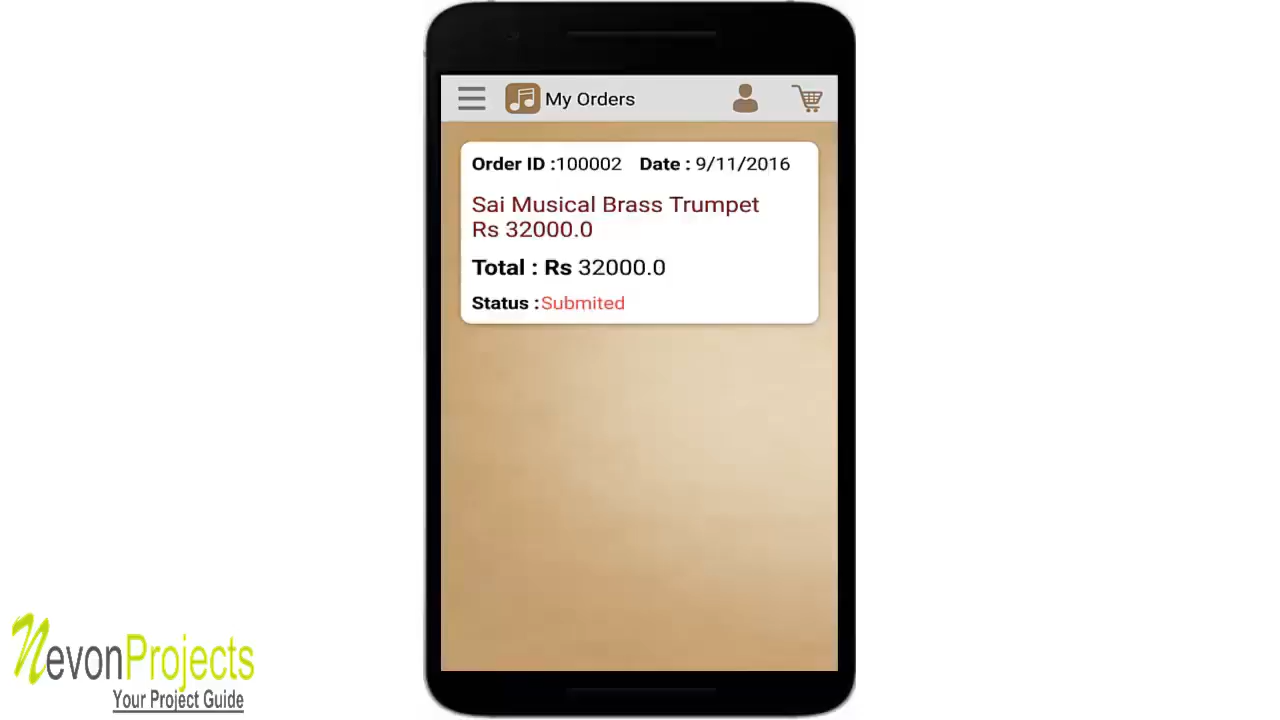 My Orders
Order ID :100002 Date : 9/11/2016
Sai Musical Brass Trumpet
Rs 32000.0
Total : Rs 32000.0
Status :Submited
NevonProjects
Your Project Guide